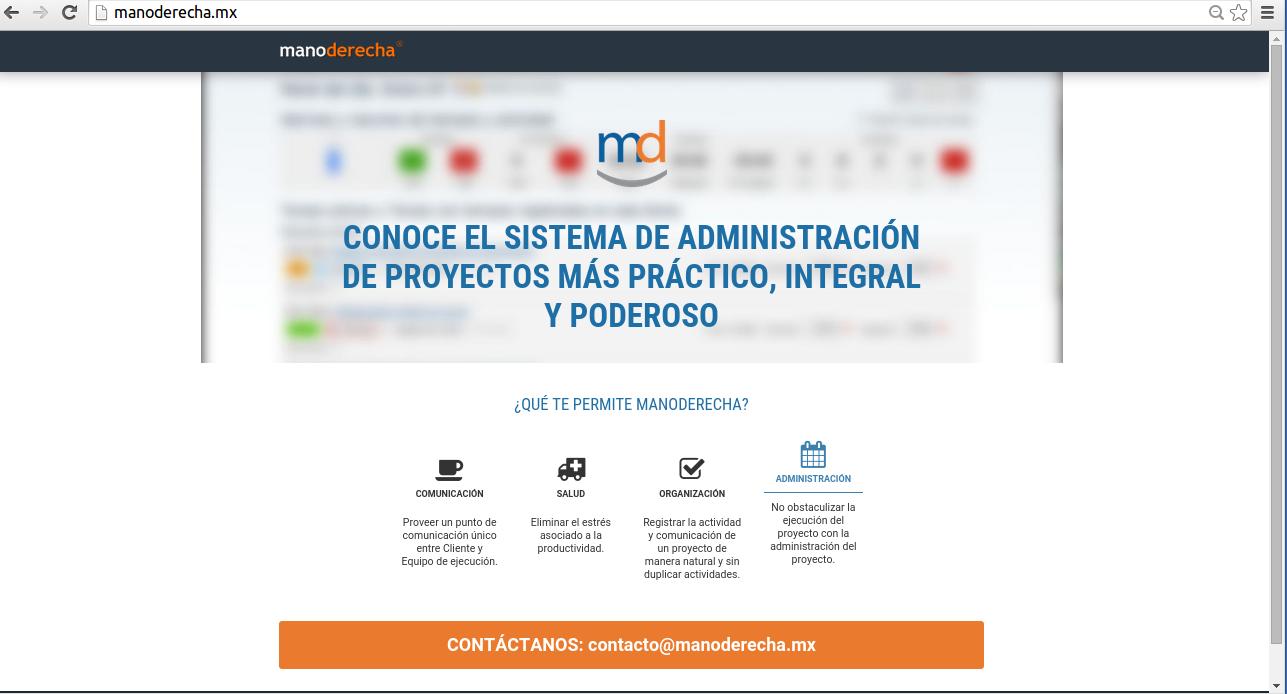 manoderecha.mx
manoderecha®
md
CONOCE EL SISTEMA DE ADMINISTRACIÓN
DE PROYECTOS MÁS PRÁCTICO, INTEGRAL
Y PODEROSO
¿QUÉ TE PERMITE MANODERECHA?
COMUNICACIÓN
Proveer un punto de
comunicación único
entre Cliente y
Equipo de ejecución.
SALUD
Eliminar el estrés
asociado a la
productividad.
ORGANIZACIÓN
Registrar la actividad
y comunicación de
un proyecto de
manera natural y sin
duplicar actividades.
ADMINISTRACIÓN
No obstaculizar la
ejecución del
proyecto con la
administración del
proyecto.
CONTÁCTANOS: contacto@manoderecha.mx